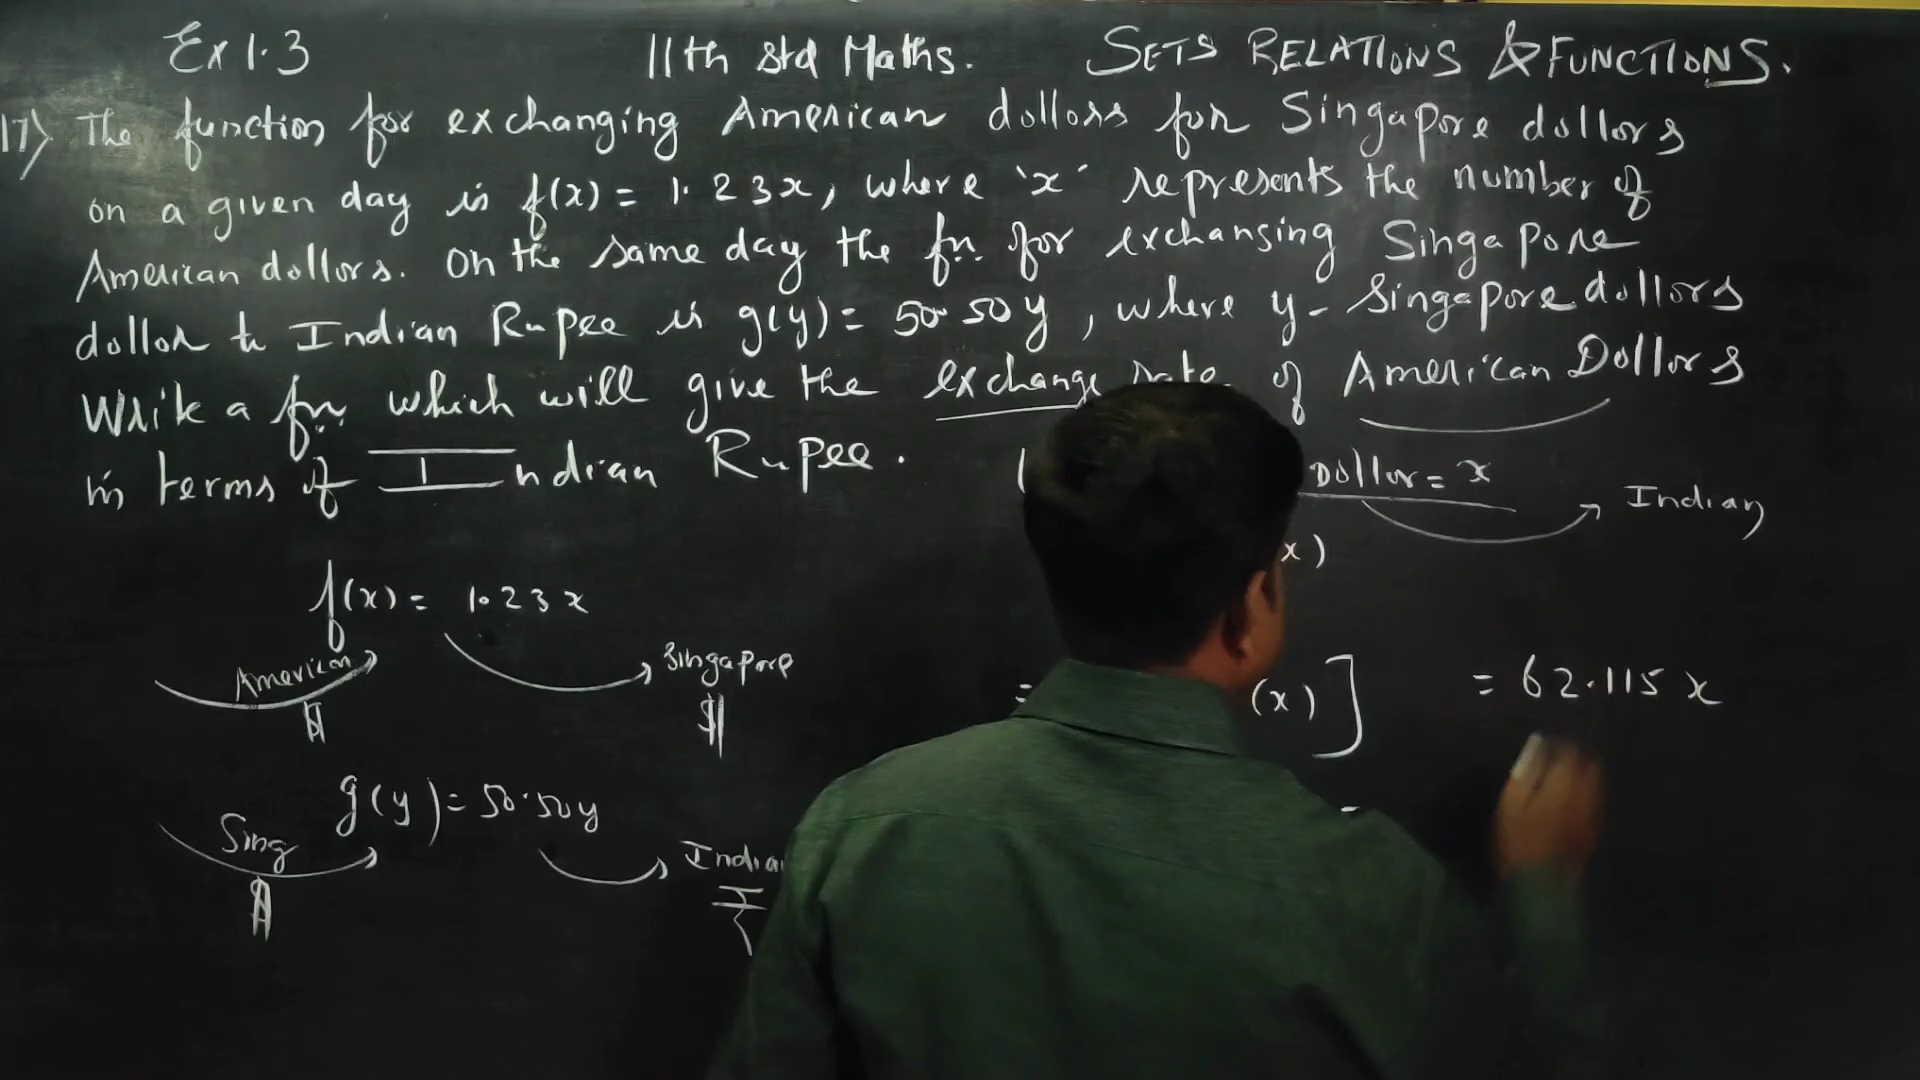 Ex 1.3 11th std Maths. SETS RELATIONS & FUNCTIONS.
17) The function for exchanging American dollors for Singapore dollors
on a given day is f(x) = 1.23x, where 'x' represents the number of
American dollors. On the same day the fn. for exchansing Singapore
dollor to Indian Rupee is g(y) = 50.50y, where y - Singapore dollors
Write a fn. which will give the exchange rate of American Dollors
in terms of Indian Rupee.
Dollor = x
Indian
x)
f(x) = 1.23x
American
$
Singapore
$
(x)]
= 62.115 x
g(y) = 50.50y
Sing
$
India
₹
=